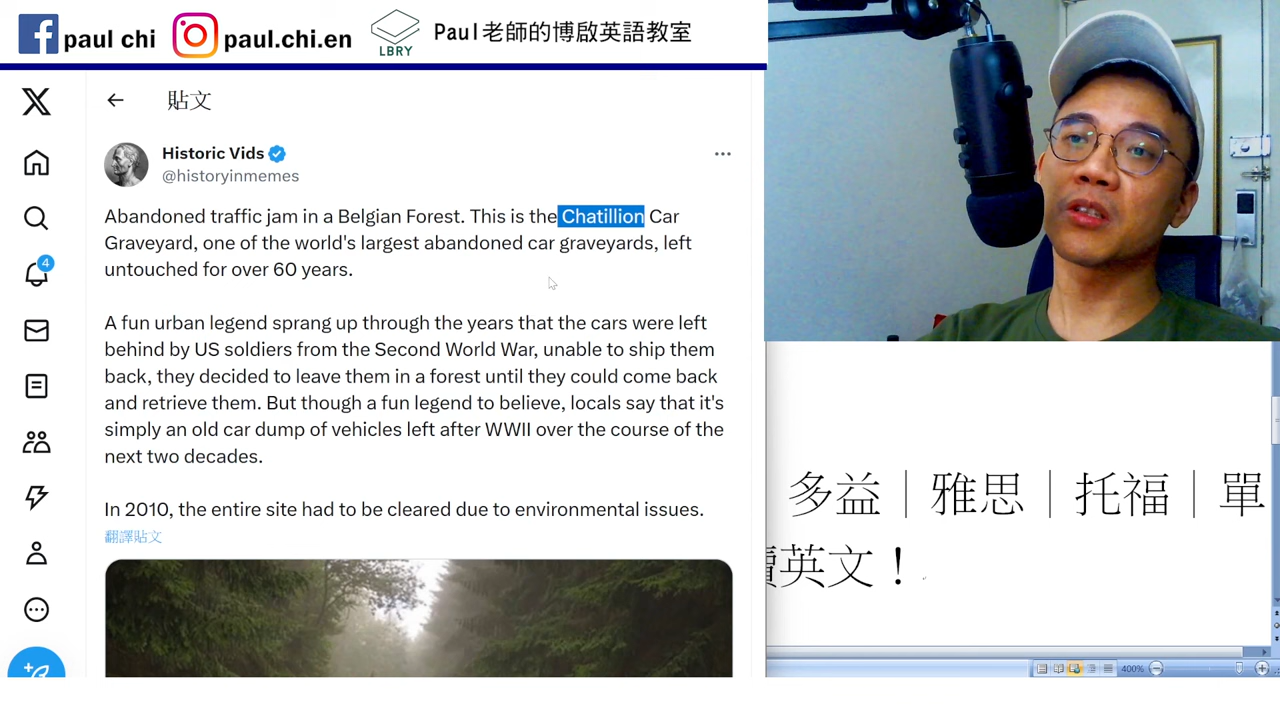 paul chi
paul.chi.en
LBRY
Paul老師的博啟英語教室
貼文
Historic Vids
@historyinmemes
Abandoned traffic jam in a Belgian Forest. This is the Chatillion Car
Graveyard, one of the world's largest abandoned car graveyards, left
untouched for over 60 years.
A fun urban legend sprang up through the years that the cars were left
behind by US soldiers from the Second World War, unable to ship them
back, they decided to leave them in a forest until they could come back
and retrieve them. But though a fun legend to believe, locals say that it's
simply an old car dump of vehicles left after WWII over the course of the
next two decades.
In 2010, the entire site had to be cleared due to environmental issues.
翻譯貼文
4
多益｜雅思｜托福｜單
讀英文！
400%